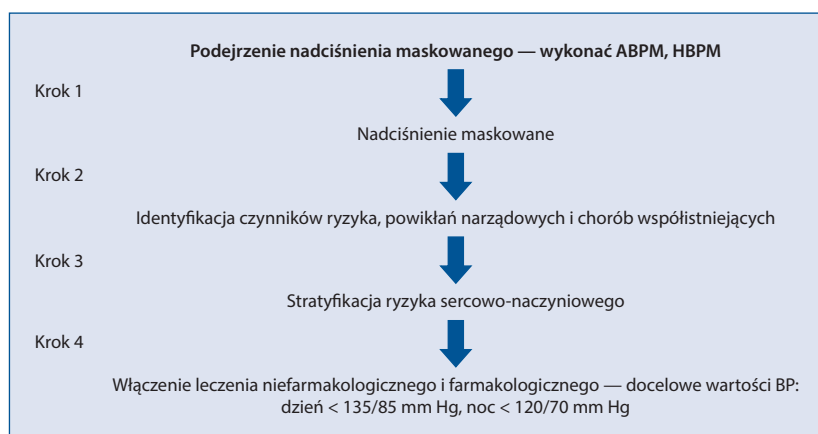 Podejrzenie nadciśnienia maskowanego — wykonać ABPM, HBPM
Krok 1
Nadciśnienie maskowane
Krok 2
Identyfikacja czynników ryzyka, powikłań narządowych i chorób współistniejących
Krok 3
Stratyfikacja ryzyka sercowo-naczyniowego
Krok 4
Włączenie leczenia niefarmakologicznego i farmakologicznego — docelowe wartości BP:
dzień < 135/85 mm Hg, noc < 120/70 mm Hg